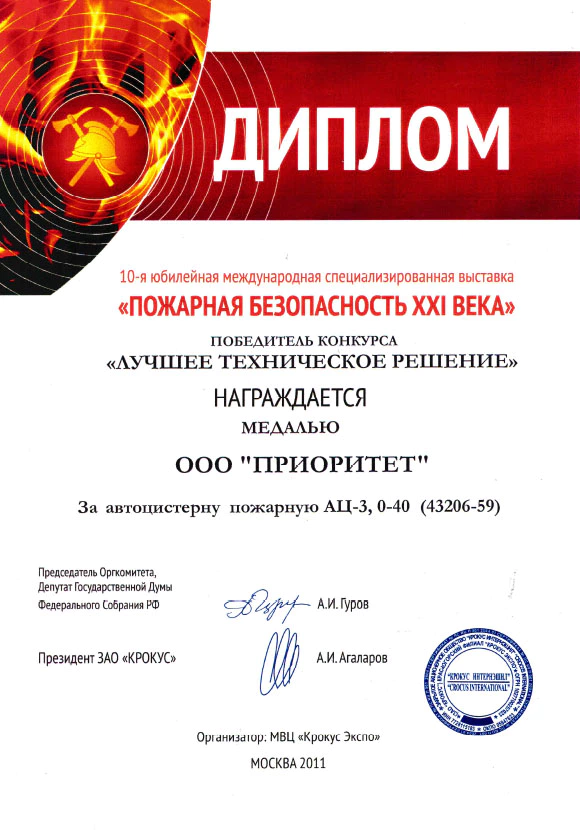 ДИПЛОМ
10-я юбилейная международная специализированная выставка
«ПОЖАРНАЯ БЕЗОПАСНОСТЬ XXI ВЕКА»
ПОБЕДИТЕЛЬ КОНКУРСА
«ЛУЧШЕЕ ТЕХНИЧЕСКОЕ РЕШЕНИЕ»
НАГРАЖДАЕТСЯ
МЕДАЛЬЮ
ООО "ПРИОРИТЕТ"
За автоцистерну пожарную АЦ-3, 0-40 (43206-59)
Председатель Оргкомитета,
Депутат Государственной Думы
Федерального Собрания РФ
А.И. Гуров
Президент ЗАО «КРОКУС»
А.И. Агаларов
"КРОКУС ИНТЕРНЭШНЛ"
"CROCUS INTERNATIONAL"
Организатор: МВЦ «Крокус Экспо»
МОСКВА 2011